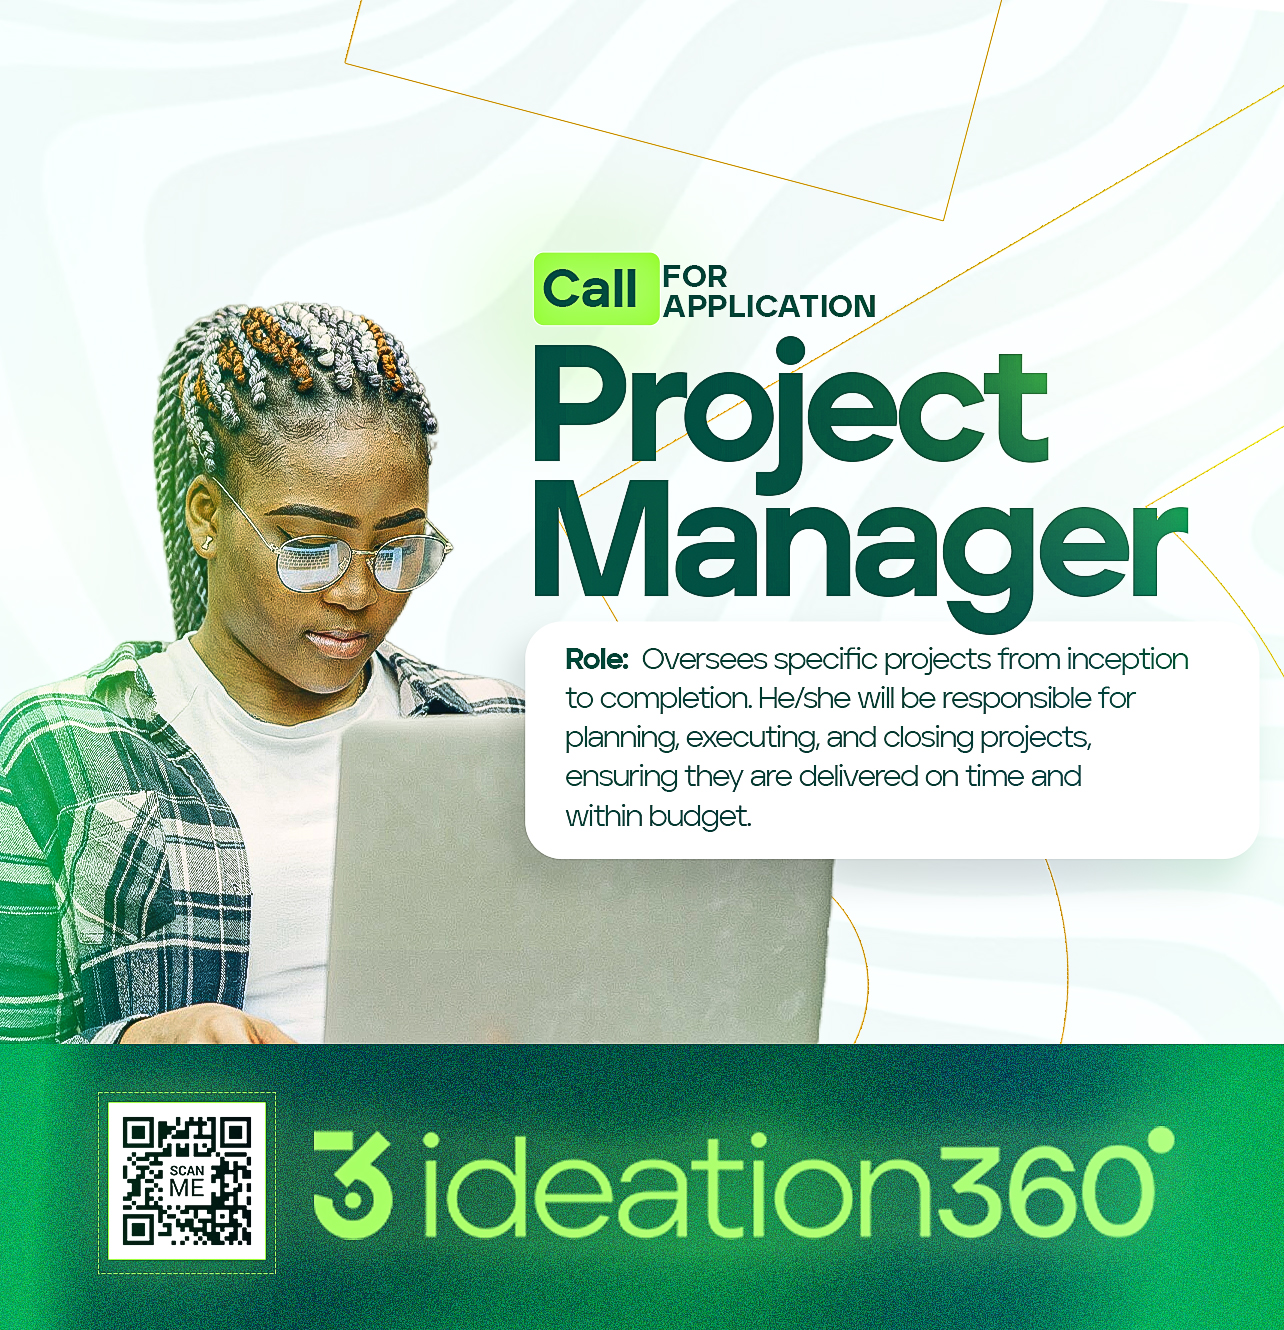 Call FOR
APPLICATION
Project
Manager
Role: Oversees specific projects from inception
to completion. He/she will be responsible for
planning, executing, and closing projects,
ensuring they are delivered on time and
within budget.
SCAN
ME
ideation360°